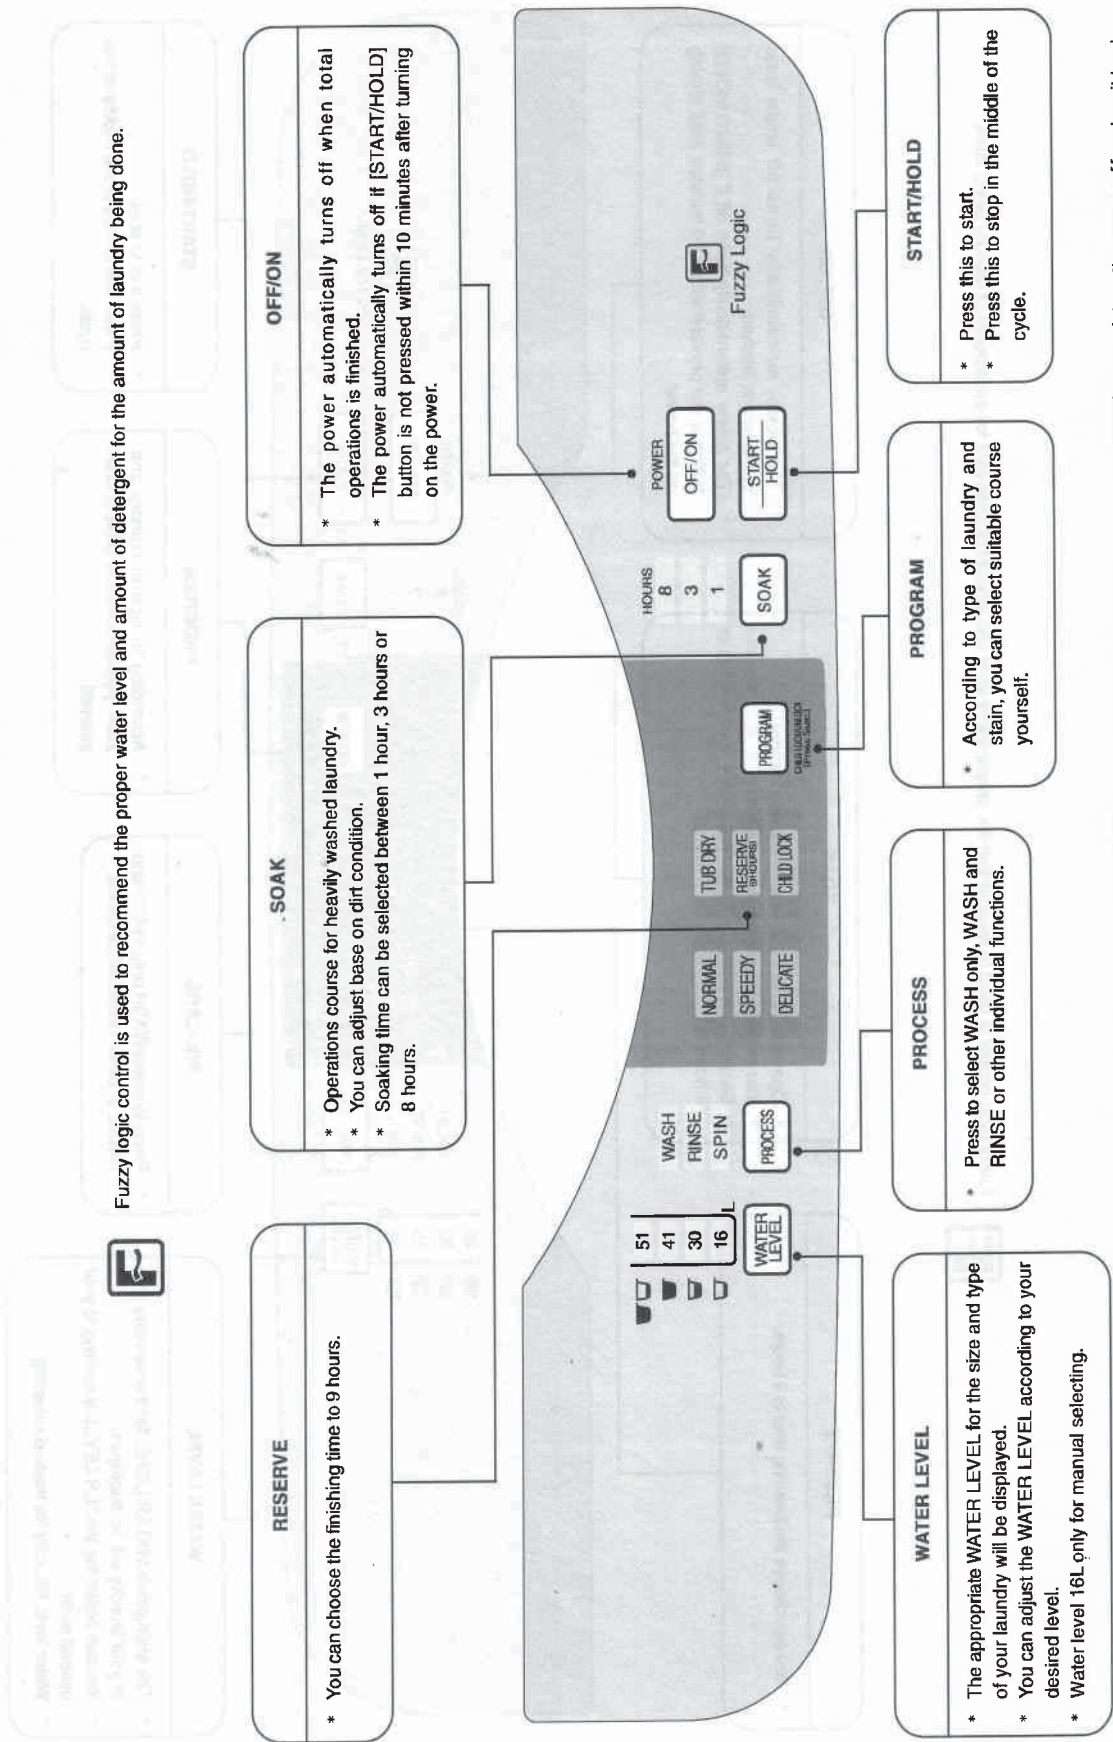 Fuzzy logic control is used to recommend the proper water level and amount of detergent for the amount of laundry being done.
RESERVE
* You can choose the finishing time to 9 hours.
SOAK
* Operations course for heavily washed laundry.
* You can adjust base on dirt condition.
* Soaking time can be selected between 1 hour, 3 hours or
8 hours.
OFF/ON
* The power automatically turns off when total
operations is finished.
* The power automatically turns off if [START/HOLD]
button is not pressed within 10 minutes after turning
on the power.
51
41
30
16 L
WATER
LEVEL
WASH
RINSE
SPIN
PROCESS
NORMAL
SPEEDY
DELICATE
TUB DRY
RESERVE
(9HOURS)
CHILD LOCK
PROGRAM
HOURS
8
3
1
SOAK
POWER
OFF/ON
START
HOLD
Fuzzy Logic
WATER LEVEL
* The appropriate WATER LEVEL for the size and type
of your laundry will be displayed.
* You can adjust the WATER LEVEL according to your
desired level.
* Water level 16L only for manual selecting.
PROCESS
* Press to select WASH only, WASH and
RINSE or other individual functions.
PROGRAM
* According to type of laundry and
stain, you can select suitable course
yourself.
START/HOLD
* Press this to start.
* Press this to stop in the middle of the
cycle.